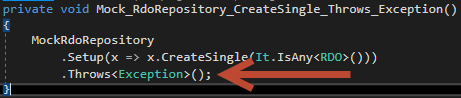 private void Mock_RdoRepository_CreateSingle_Throws_Exception()
{
MockRdoRepository
.Setup(x => x.CreateSingle(It.IsAny<RDO>()))
.Throws<Exception>();
}